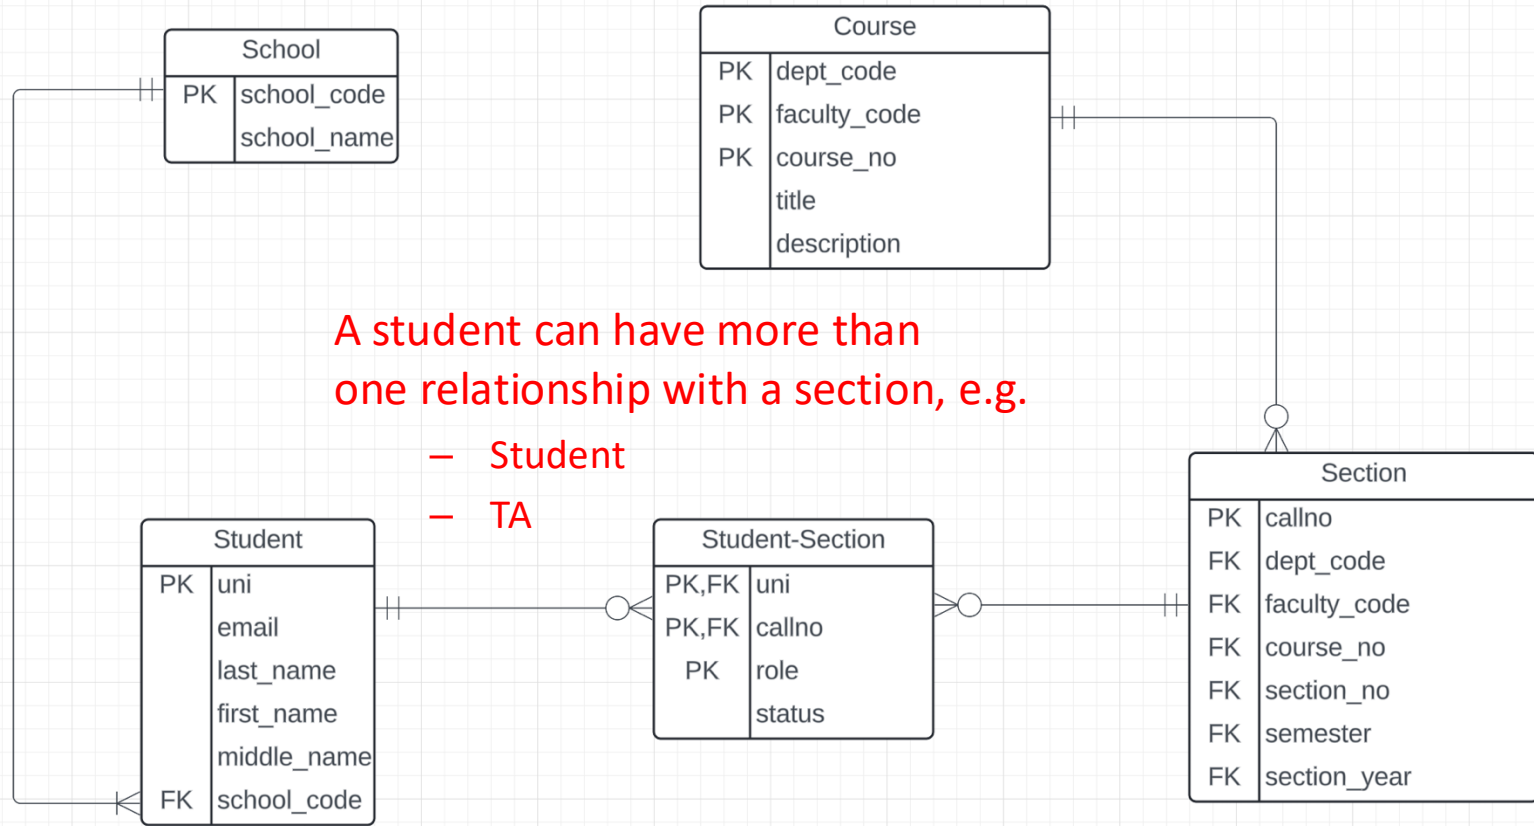 School
PK school_code
school_name
Course
PK dept_code
PK faculty_code
PK course_no
title
description
A student can have more than
one relationship with a section, e.g.
– Student
– TA
Student
PK uni
email
last_name
first_name
middle_name
FK school_code
Student-Section
PK,FK uni
PK,FK callno
PK role
status
Section
PK callno
FK dept_code
FK faculty_code
FK course_no
FK section_no
FK semester
FK section_year